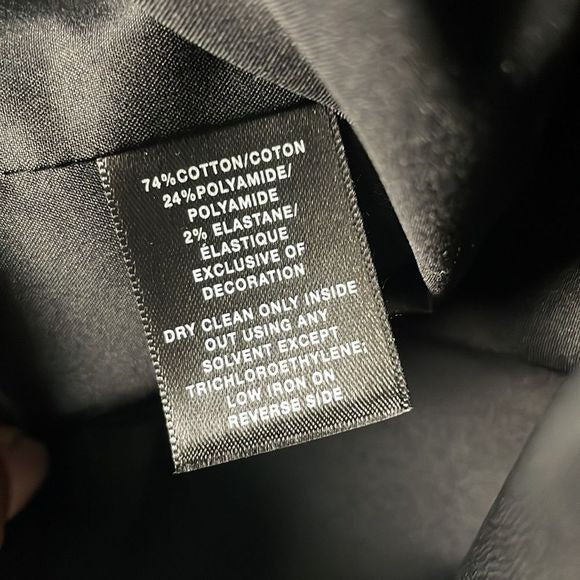 74%COTTON/COTON
24%POLYAMIDE/
POLYAMIDE
2% ELASTANE/
ÉLASTIQUE
EXCLUSIVE OF
DECORATION
DRY CLEAN ONLY INSIDE
OUT USING ANY
SOLVENT EXCEPT
TRICHLOROETHYLENE;
LOW IRON ON
REVERSE SIDE.